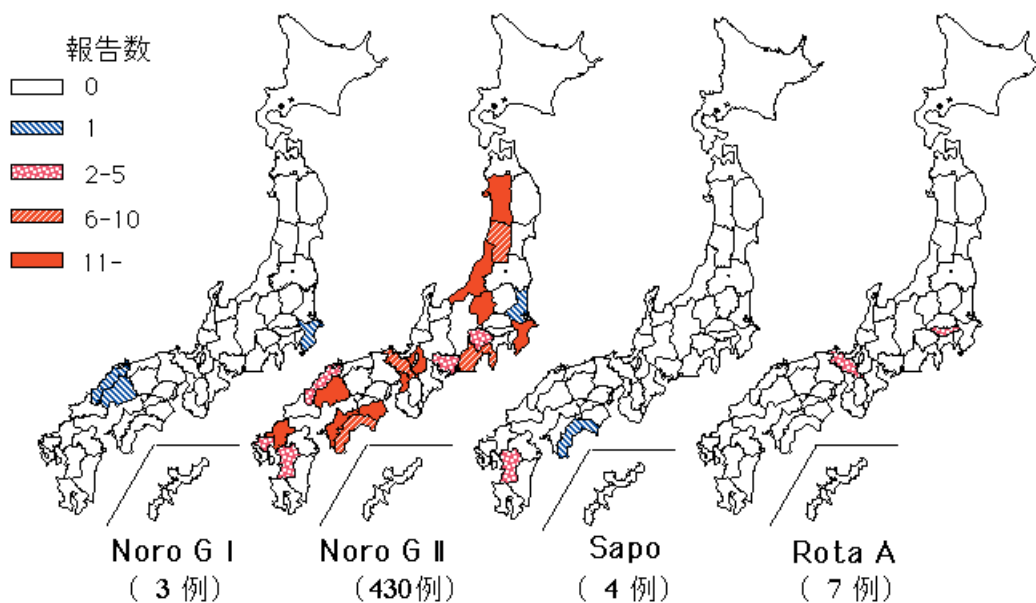 報告数
0
1
2-5
6-10
11-
Noro G I
( 3 例)
Noro G II
(430例)
Sapo
( 4 例)
Rota A
( 7 例)